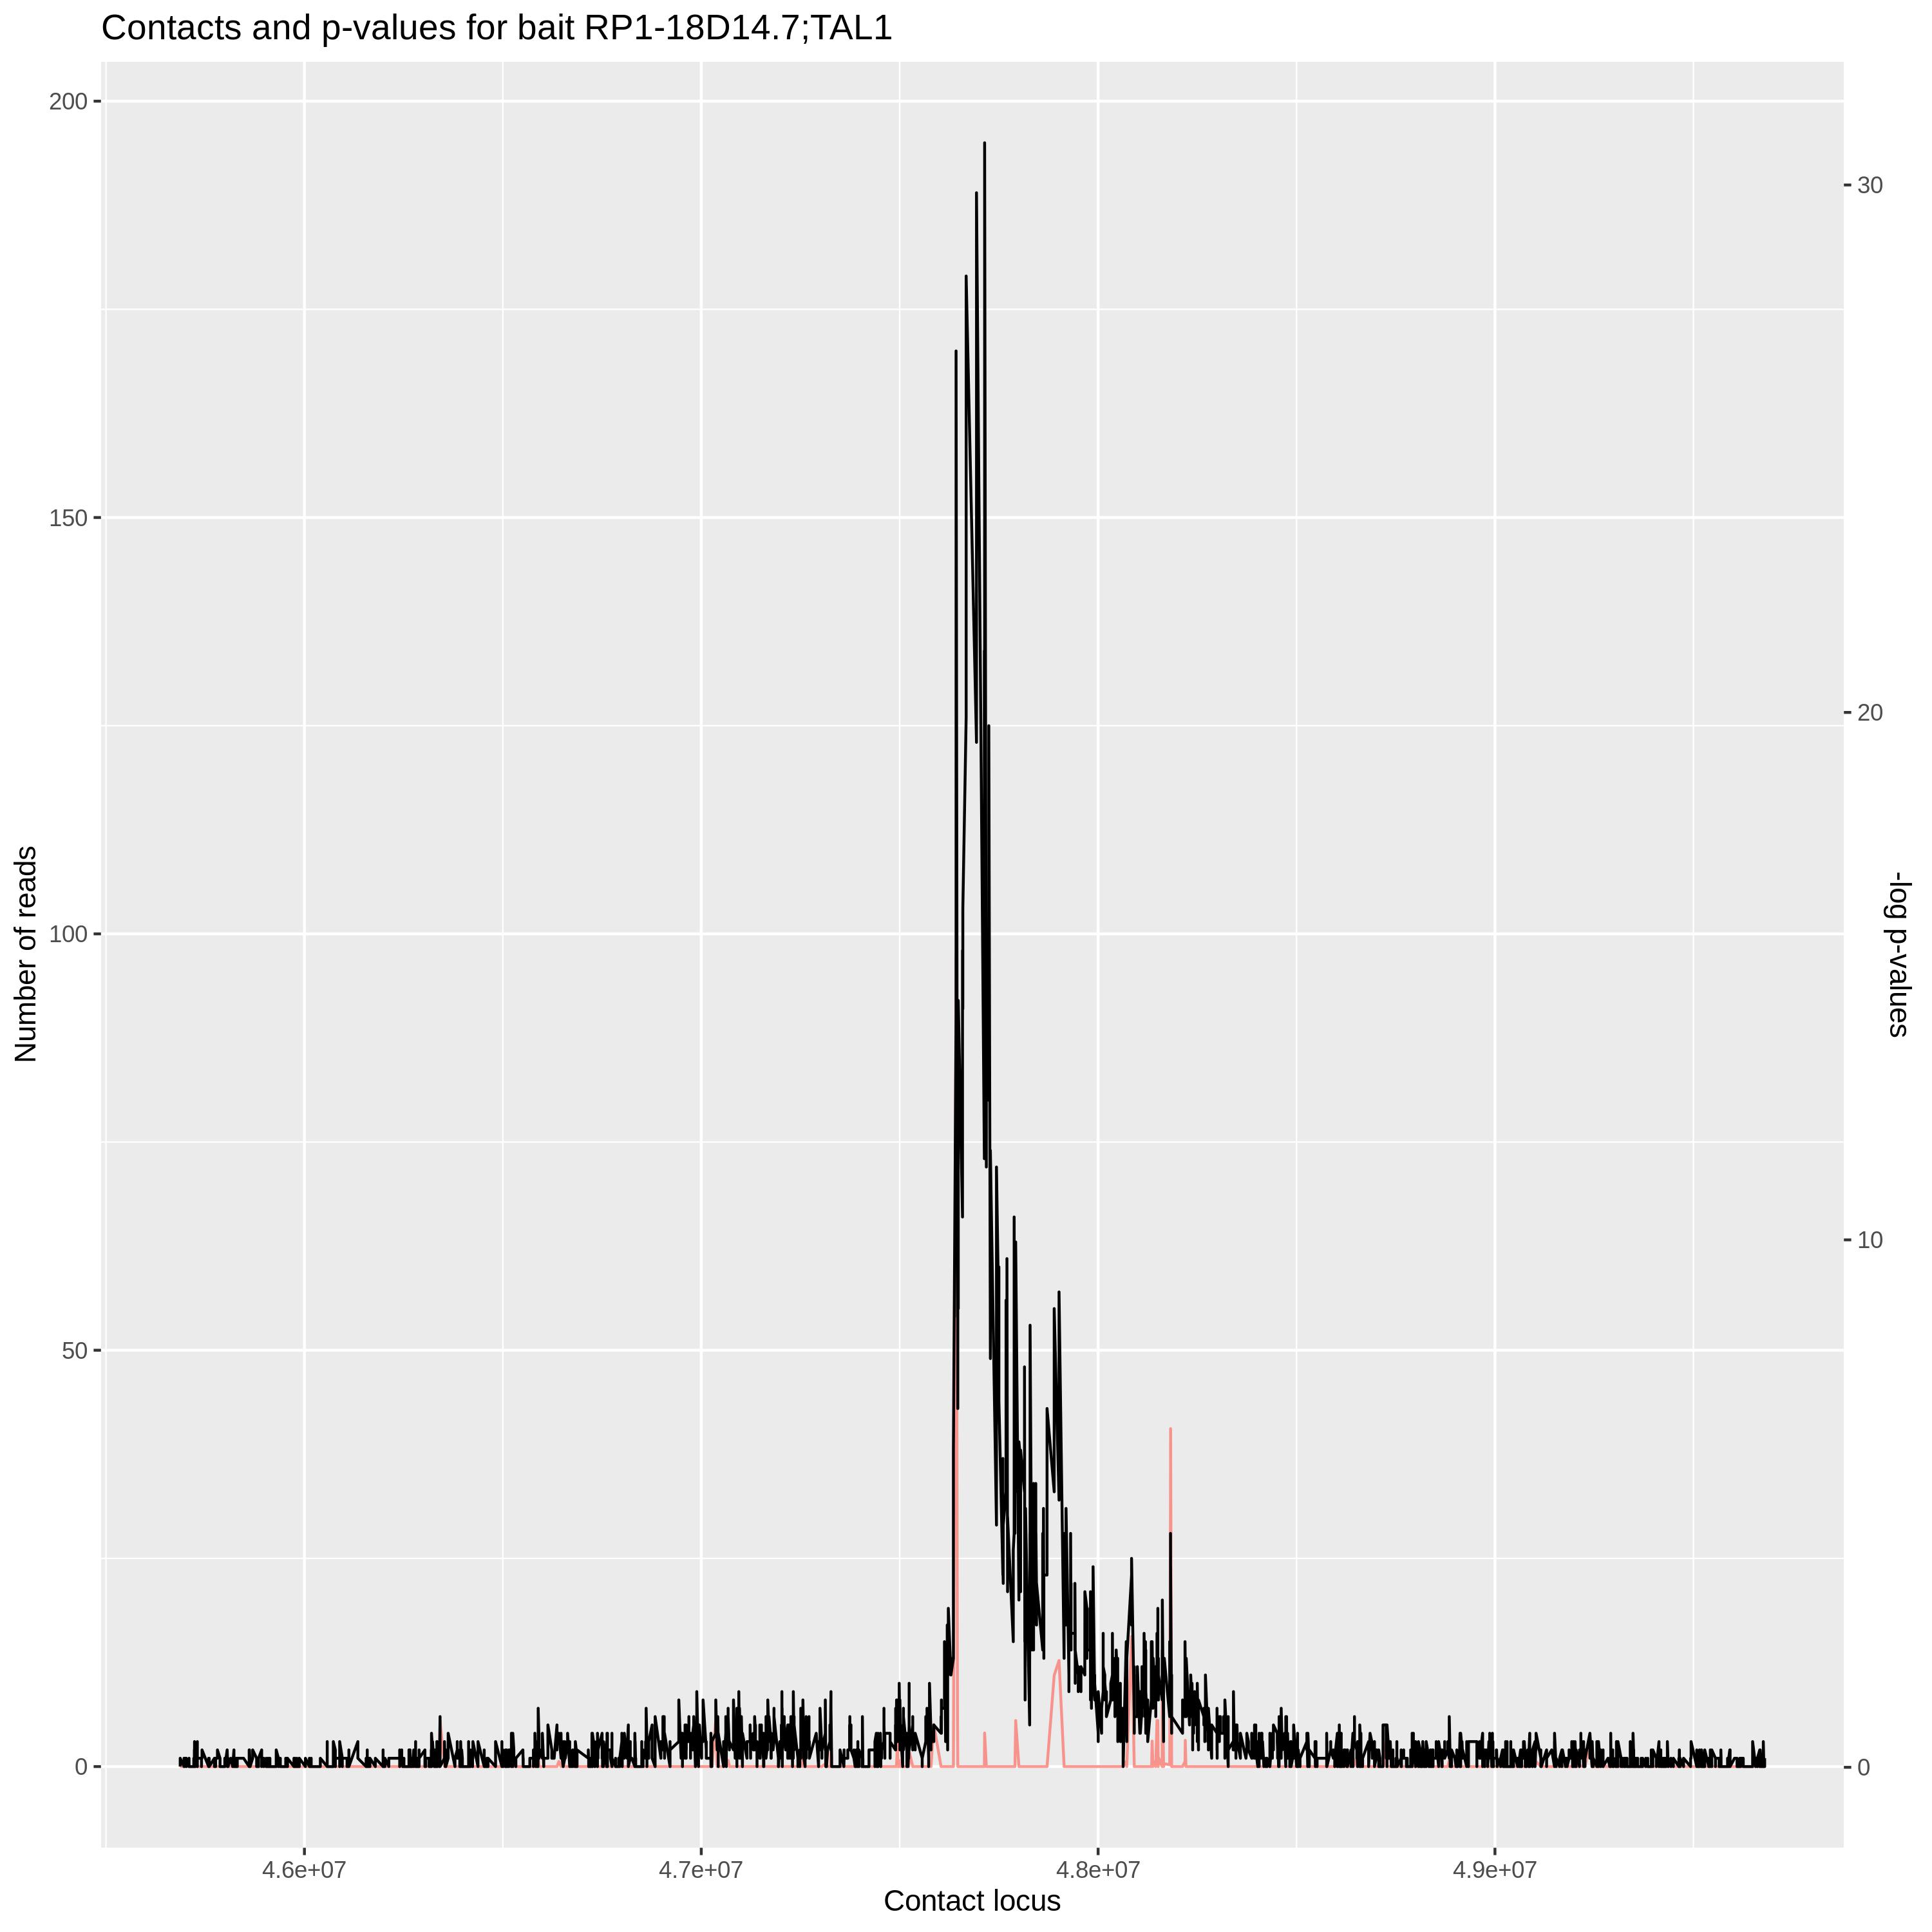 Contacts and p-values for bait RP1-18D14.7;TAL1
200
150
100
50
0
Number of reads
30
20
10
0
-log p-values
4.6e+07
4.7e+07
4.8e+07
4.9e+07
Contact locus